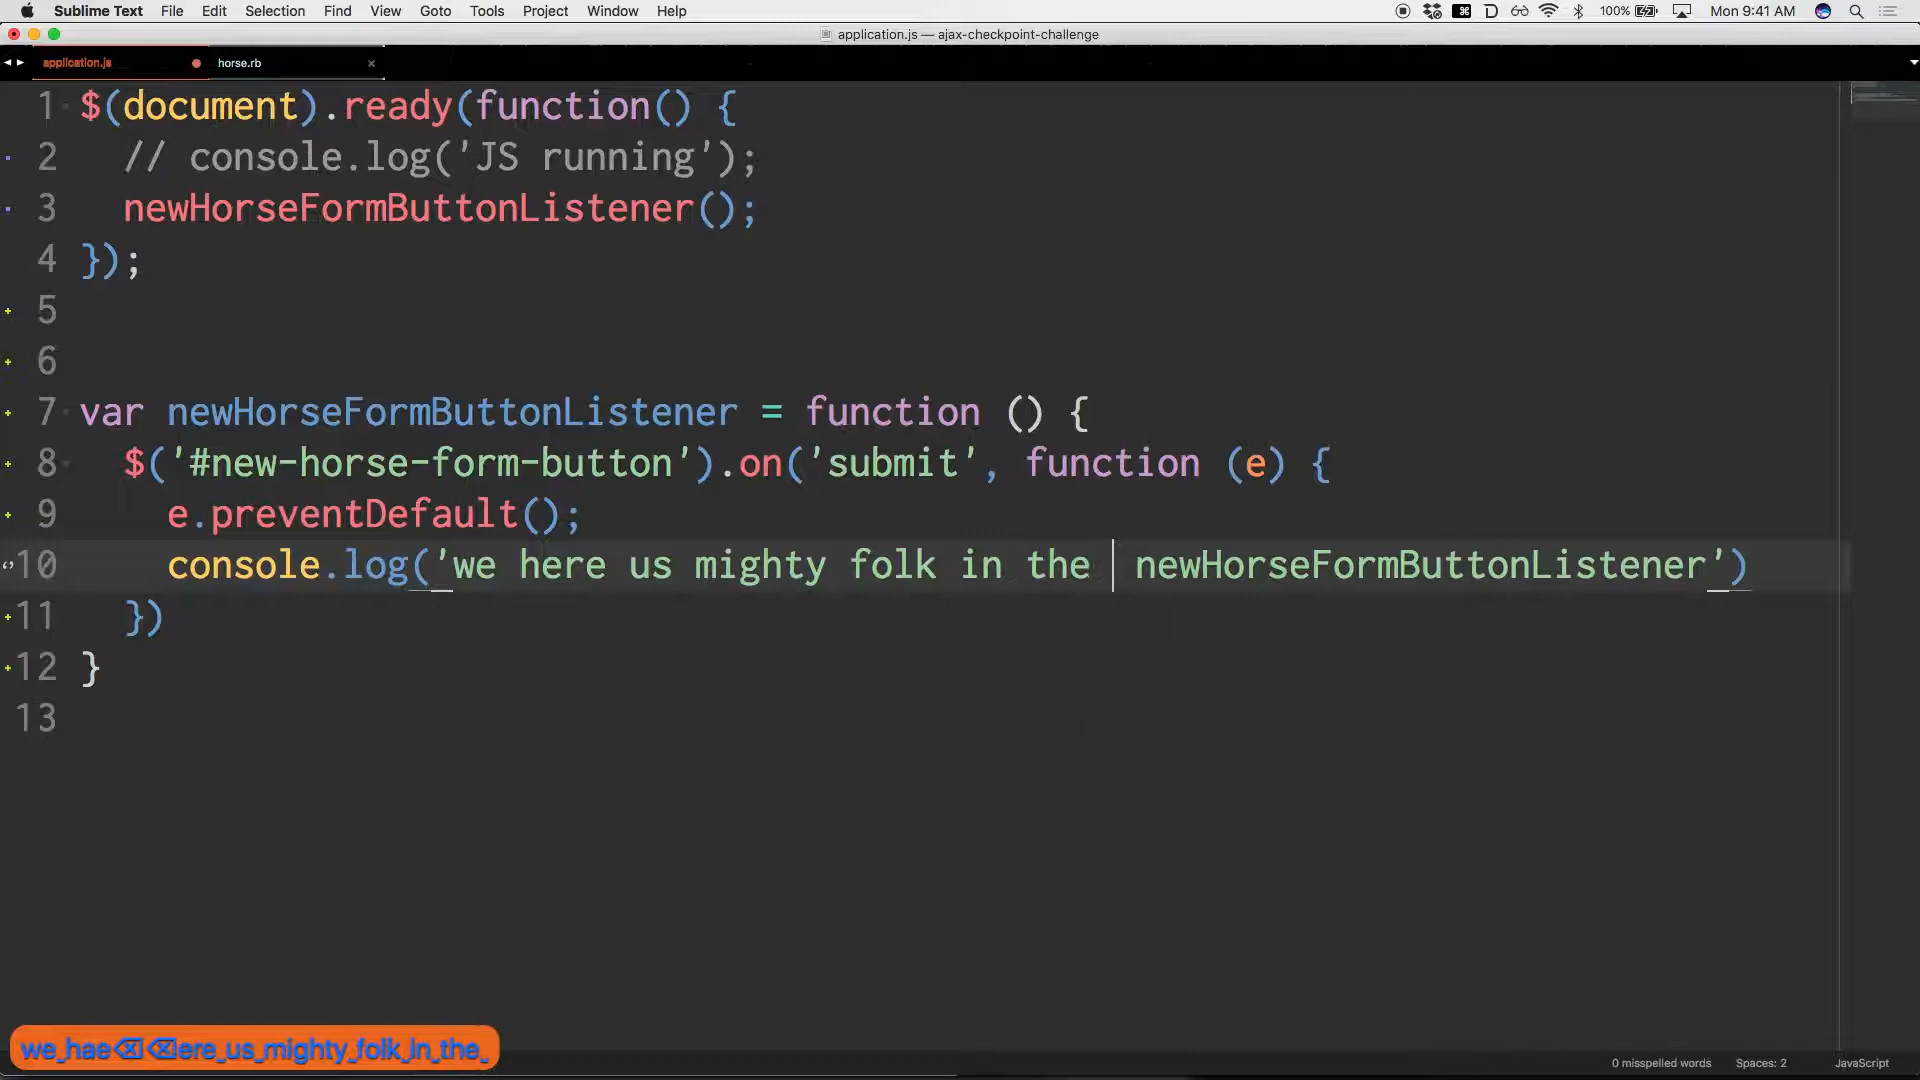 Sublime Text File Edit Selection Find View Goto Tools Project Window Help 100% Mon 9:41 AM
application.js — ajax-checkpoint-challenge
application.js horse.rb
1 $(document).ready(function() {
2 // console.log('JS running');
3 newHorseFormButtonListener();
4 });
5
6
7 var newHorseFormButtonListener = function () {
8 $('#new-horse-form-button').on('submit', function (e) {
9 e.preventDefault();
10 console.log('we here us mighty folk in the  newHorseFormButtonListener')
11 })
12 }
13
we_hae⌫⌫ere_us_mighty_folk_in_the_
0 misspelled words Spaces: 2 JavaScript